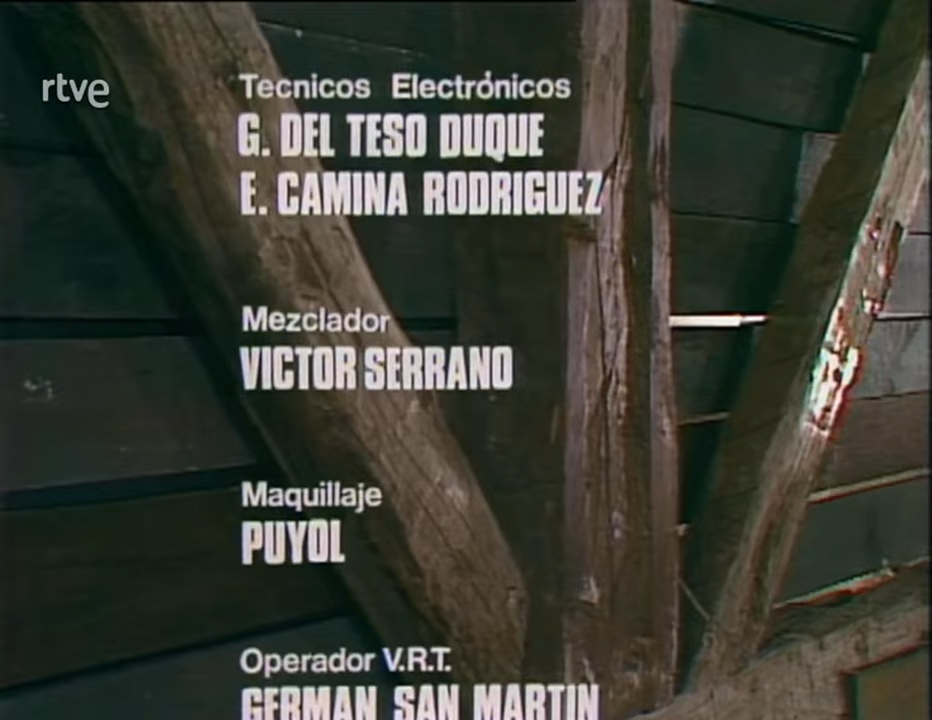 rtve
Tecnicos Electrónicos
G. DEL TESO DUQUE
E. CAMINA RODRIGUEZ
Mezclador
VICTOR SERRANO
Maquillaje
PUYOL
Operador V.R.T.
GERMAN SAN MARTIN